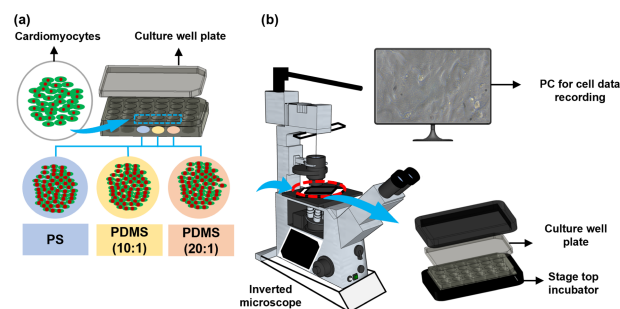 (a)
Cardiomyocytes
Culture well plate
PS
PDMS
(10:1)
PDMS
(20:1)
(b)
PC for cell data
recording
Culture well
plate
Stage top
incubator
Inverted
microscope